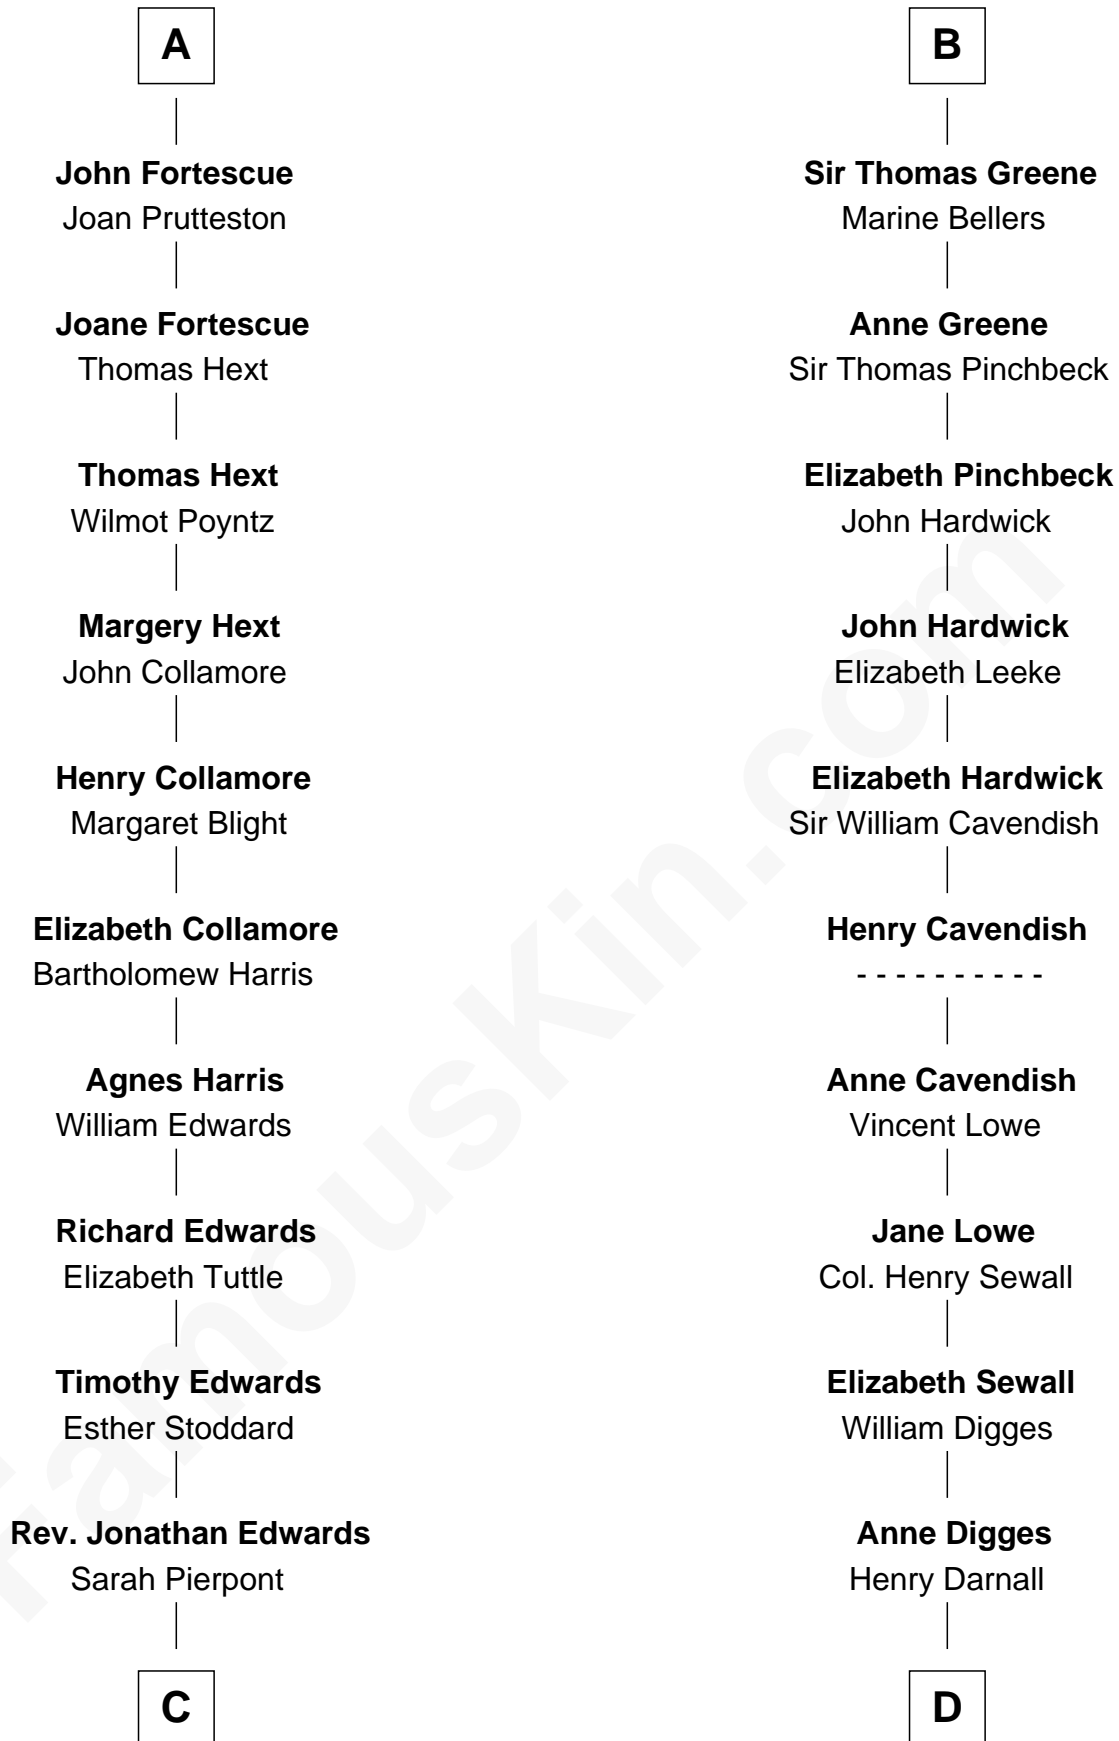 A
John Fortescue
Joan Prutteston
Joane Fortescue
Thomas Hext
Thomas Hext
Wilmot Poyntz
Margery Hext
John Collamore
Henry Collamore
Margaret Blight
Elizabeth Collamore
Bartholomew Harris
Agnes Harris
William Edwards
Richard Edwards
Elizabeth Tuttle
Timothy Edwards
Esther Stoddard
Rev. Jonathan Edwards
Sarah Pierpont
C
B
Sir Thomas Greene
Marine Bellers
Anne Greene
Sir Thomas Pinchbeck
Elizabeth Pinchbeck
John Hardwick
John Hardwick
Elizabeth Leeke
Elizabeth Hardwick
Sir William Cavendish
Henry Cavendish
- - - - - - - - - -
Anne Cavendish
Vincent Lowe
Jane Lowe
Col. Henry Sewall
Elizabeth Sewall
William Digges
Anne Digges
Henry Darnall
D
FamousKin.com